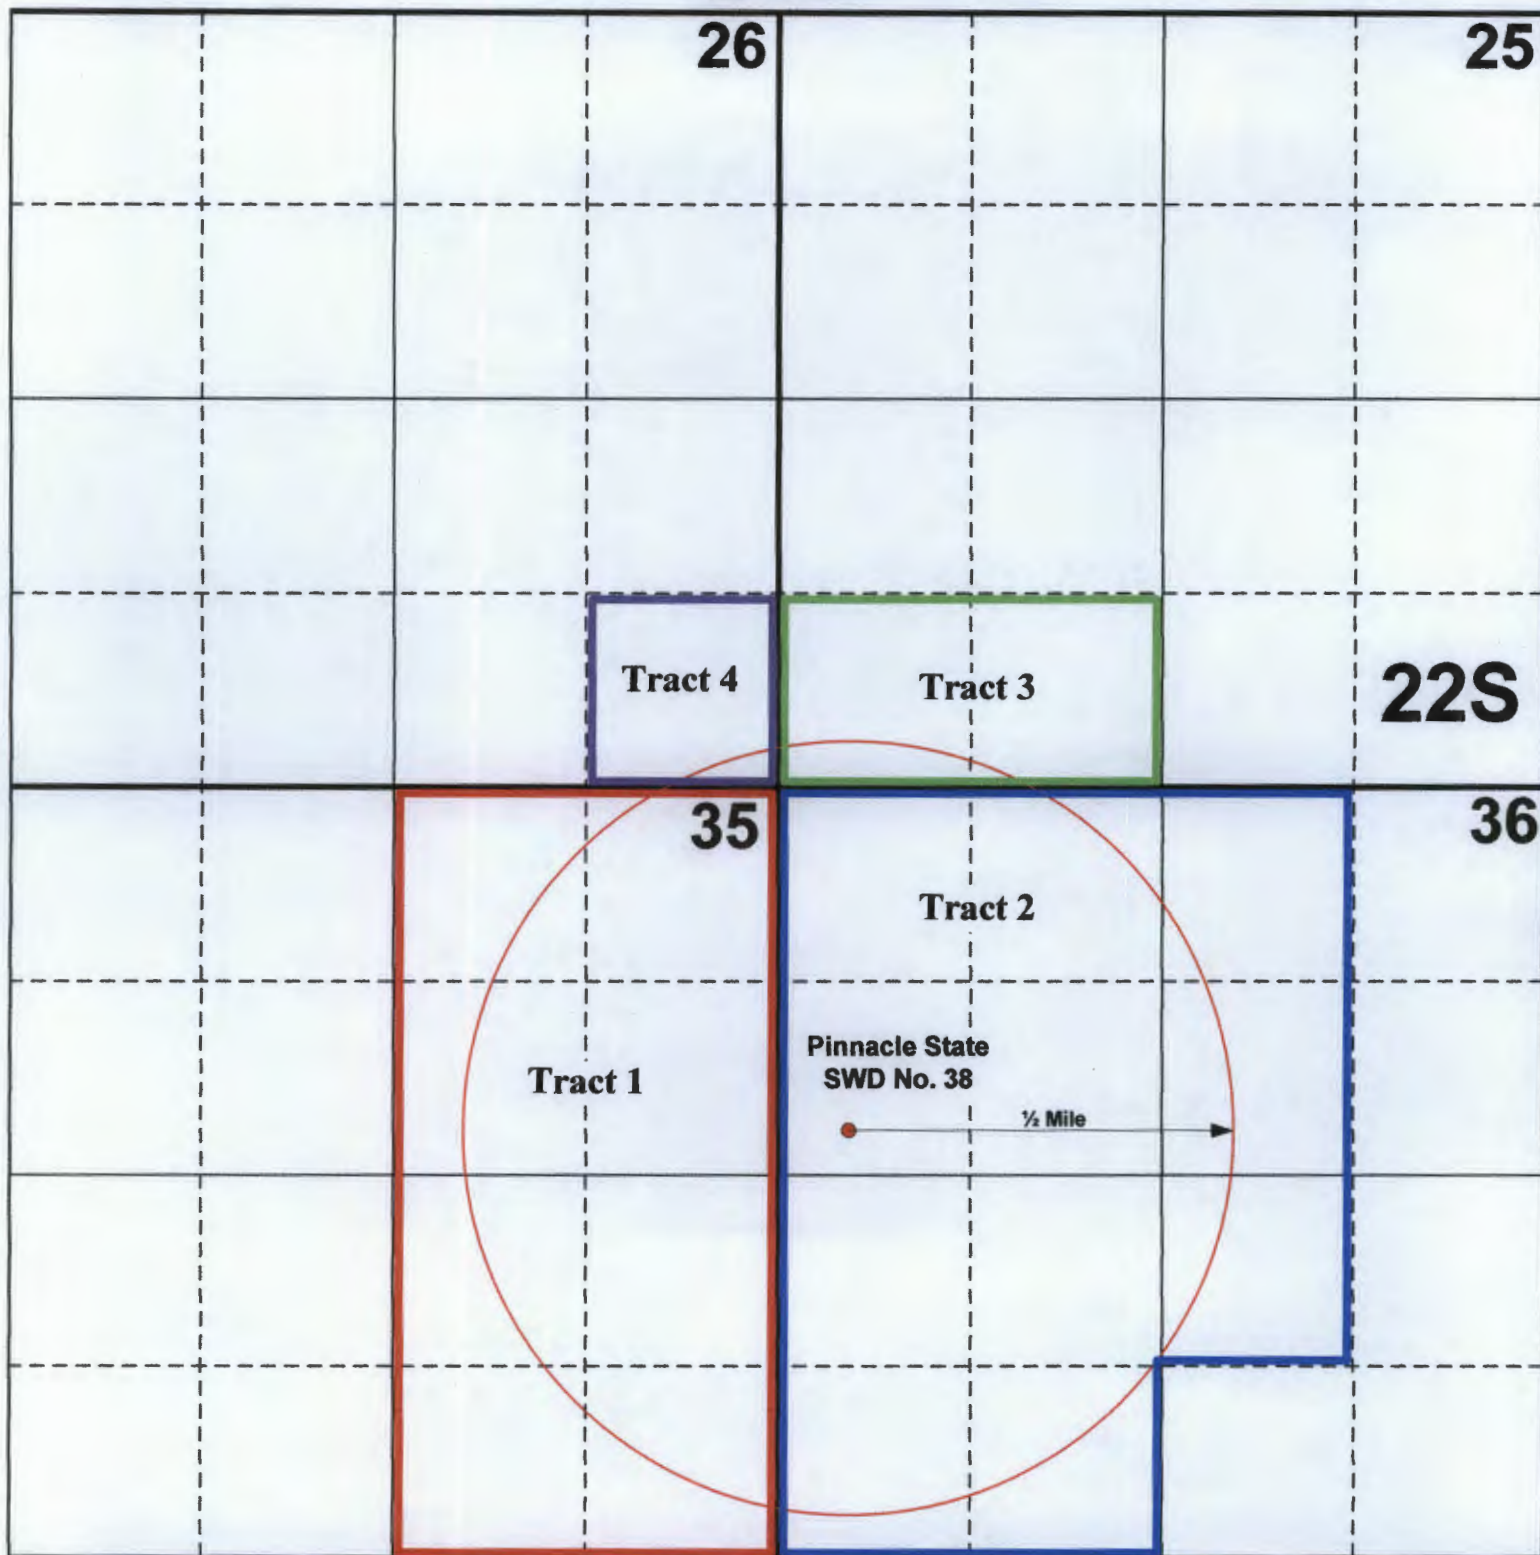 26
25
Tract 4
Tract 3
22S
35
36
Tract 2
Pinnacle State
SWD No. 38
½ Mile
Tract 1